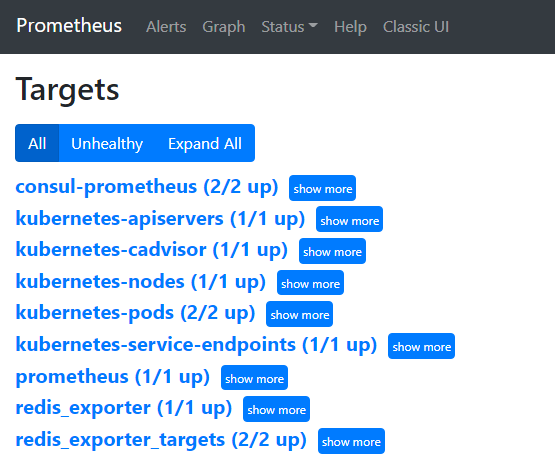 Prometheus Alerts Graph Status Help Classic UI
Targets
All Unhealthy Expand All
consul-prometheus (2/2 up) show more
kubernetes-apiservers (1/1 up) show more
kubernetes-cadvisor (1/1 up) show more
kubernetes-nodes (1/1 up) show more
kubernetes-pods (2/2 up) show more
kubernetes-service-endpoints (1/1 up) show more
prometheus (1/1 up) show more
redis_exporter (1/1 up) show more
redis_exporter_targets (2/2 up) show more